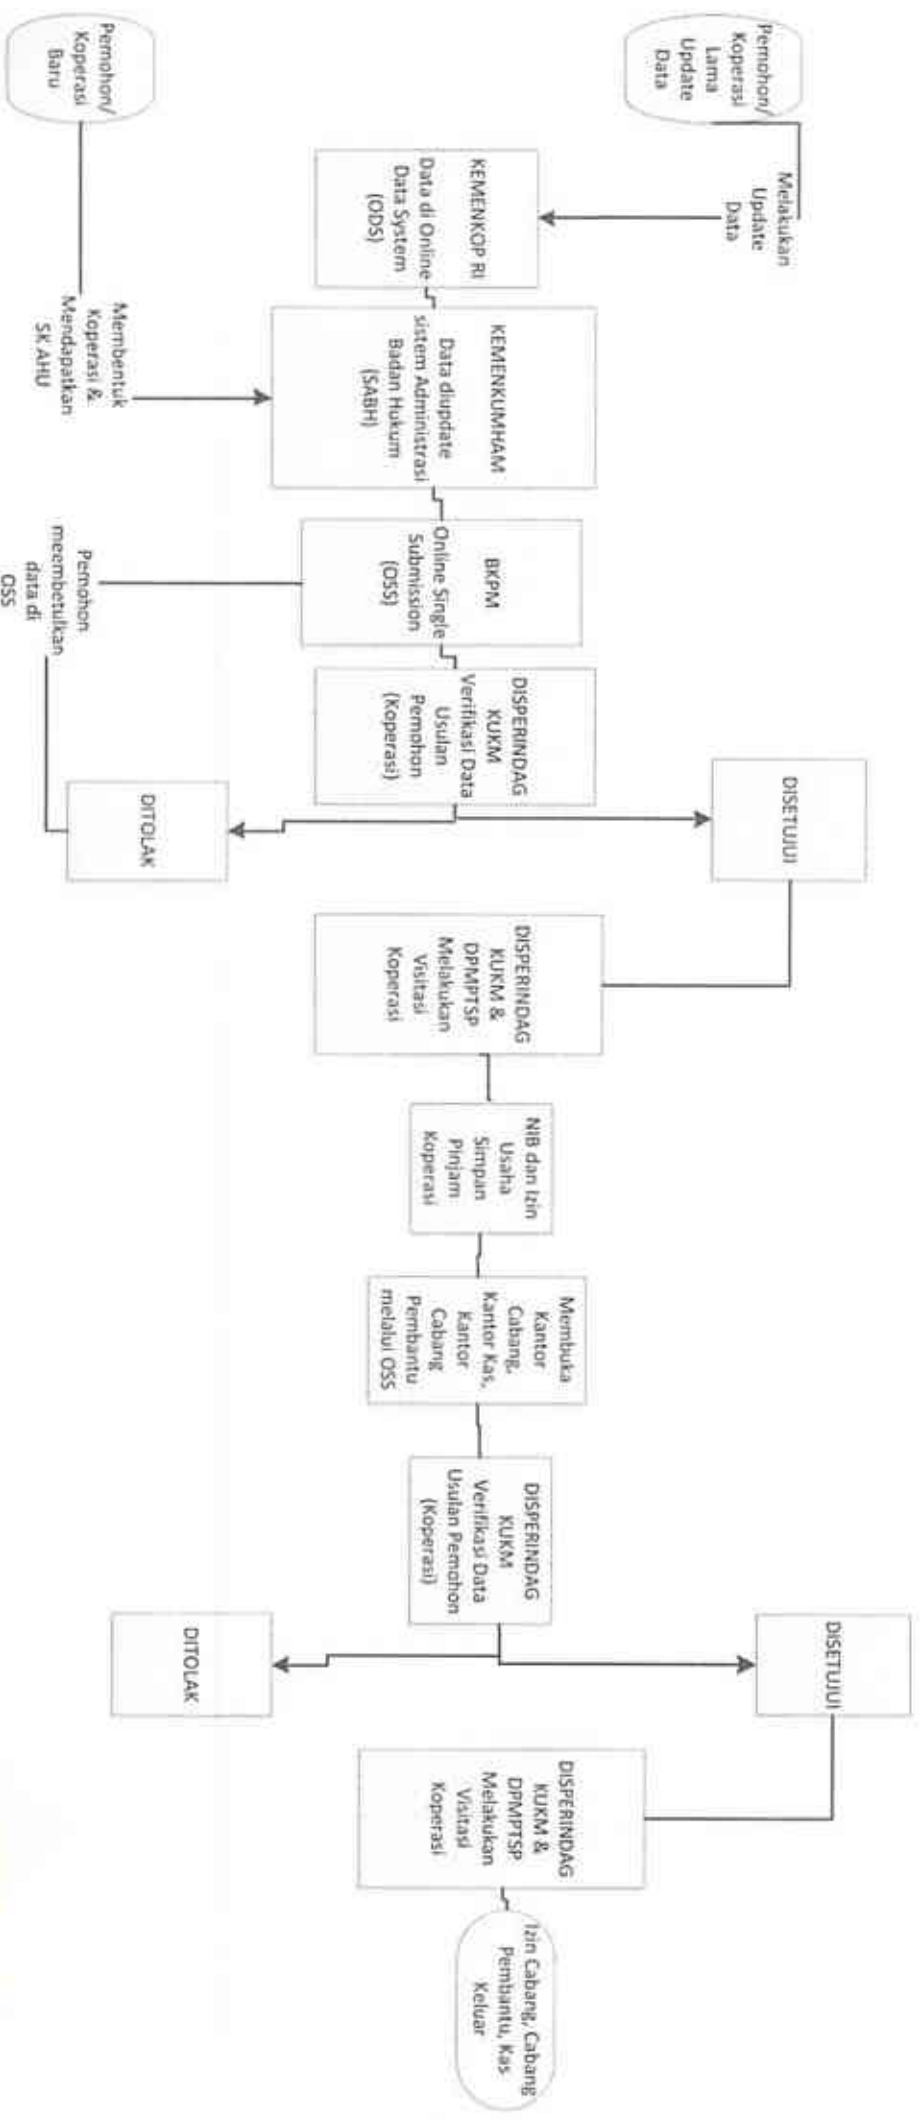 Pemohon/
Koperasi
Lama
Update
Data
Melakukan
Update
Data
Pemohon/
Koperasi
Baru
Membentuk
Koperasi &
Mendapatkan
SK AHU
KEMENKOP RI
Data di Online
Data System
(ODS)
KEMENKUMHAM
Data diupdate
sistem Administrasi
Badan Hukum
(SABH)
BKPM
Online Single
Submission
(OSS)
Pemohon
meembetulkan
data di
OSS
DISPERINDAG
KUKM
Verifikasi Data
Usulan
Pemohon
(Koperasi)
DISETUJUI
DITOLAK
DISPERINDAG
KUKM &
DPMPTSP
Melakukan
Visitasi
Koperasi
NIB dan Izin
Usaha
Simpan
Pinjam
Koperasi
Membuka
Kantor
Cabang,
Kantor Kas,
Kantor
Cabang
Pembantu
melalui OSS
DISPERINDAG
KUKM
Verifikasi Data
Usulan Pemohon
(Koperasi)
DISETUJUI
DITOLAK
DISPERINDAG
KUKM &
DPMPTSP
Melakukan
Visitasi
Koperasi
Izin Cabang, Cabang
Pembantu, Kas
Keluar